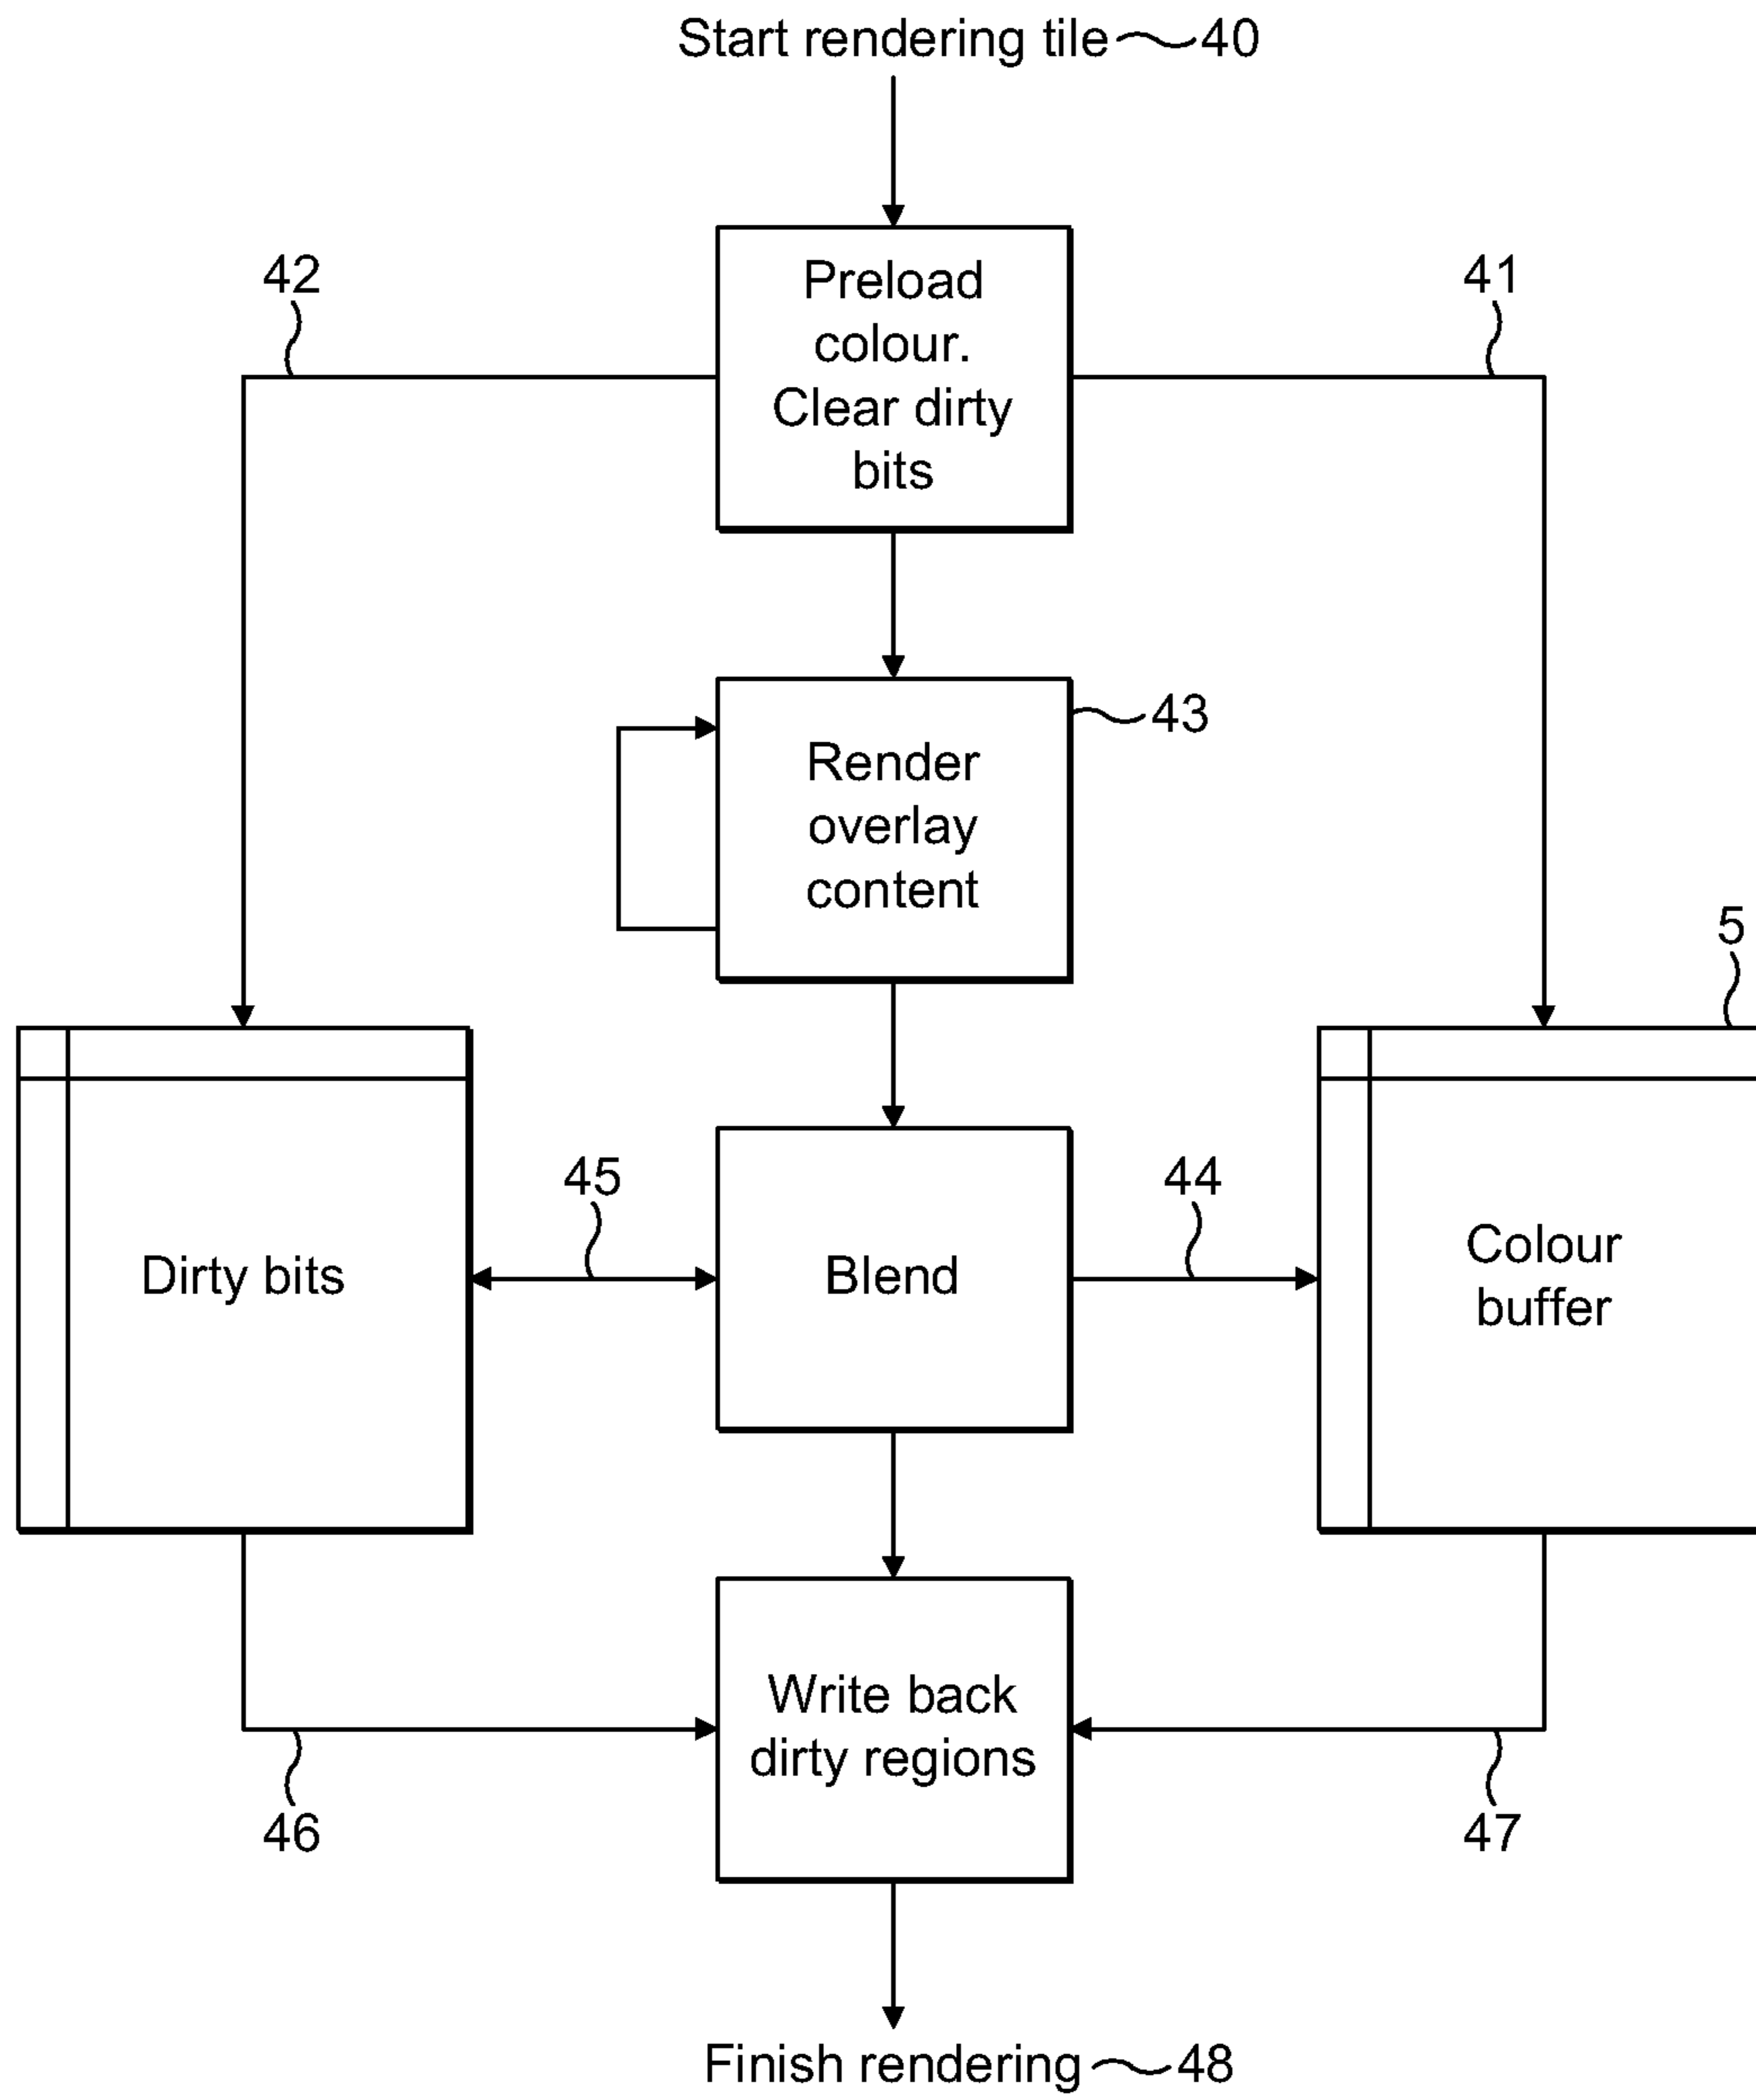 Start rendering tile 40
42
Preload
colour.
Clear dirty
bits
41
43
Render
overlay
content
5
45
44
Dirty bits
Blend
Colour
buffer
Write back
dirty regions
46
47
Finish rendering 48